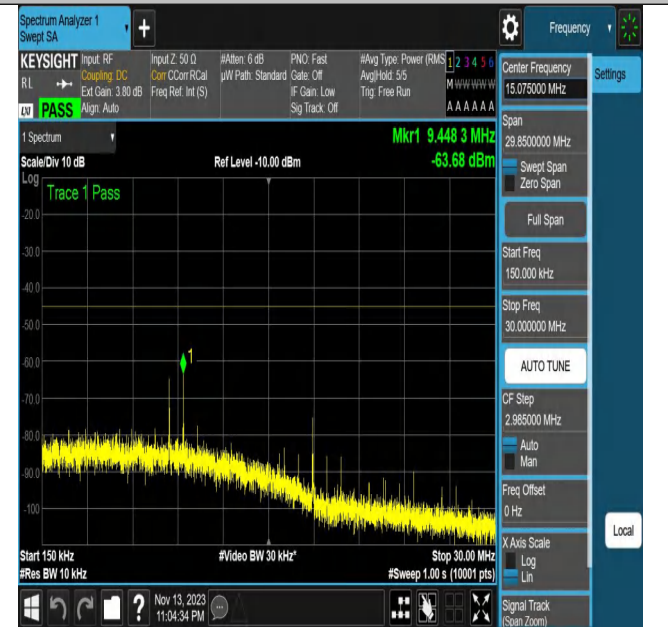 Spectrum Analyzer 1
Swept SA
+
Frequency
KEYSIGHT
RL
LXI
PASS
Input: RF
Coupling: DC
Ext Gain: 3.80 dB
Align: Auto
Input Z: 50 Ω
Corr CCorr RCal
Freq Ref: Int (S)
#Atten: 6 dB
µW Path: Standard
PNO: Fast
Gate: Off
IF Gain: Low
Sig Track: Off
#Avg Type: Power (RMS
Avg|Hold: 5/5
Trig: Free Run
1 2 3 4 5 6
M W W W W W
A A A A A A
1 Spectrum
Scale/Div 10 dB
Ref Level -10.00 dBm
Mkr1 9.448 3 MHz
-63.68 dBm
Log
Trace 1 Pass
-20.0
-30.0
-40.0
-50.0
-60.0
-70.0
-80.0
-90.0
-100
1
Start 150 kHz
#Video BW 30 kHz*
Stop 30.00 MHz
#Res BW 10 kHz
#Sweep 1.00 s (10001 pts)
Nov 13, 2023
11:04:34 PM
?
Center Frequency
15.075000 MHz
Settings
Span
29.8500000 MHz
Swept Span
Zero Span
Full Span
Start Freq
150.000 kHz
Stop Freq
30.000000 MHz
AUTO TUNE
CF Step
2.985000 MHz
Auto
Man
Freq Offset
0 Hz
Local
X Axis Scale
Log
Lin
Signal Track
(Span Zoom)